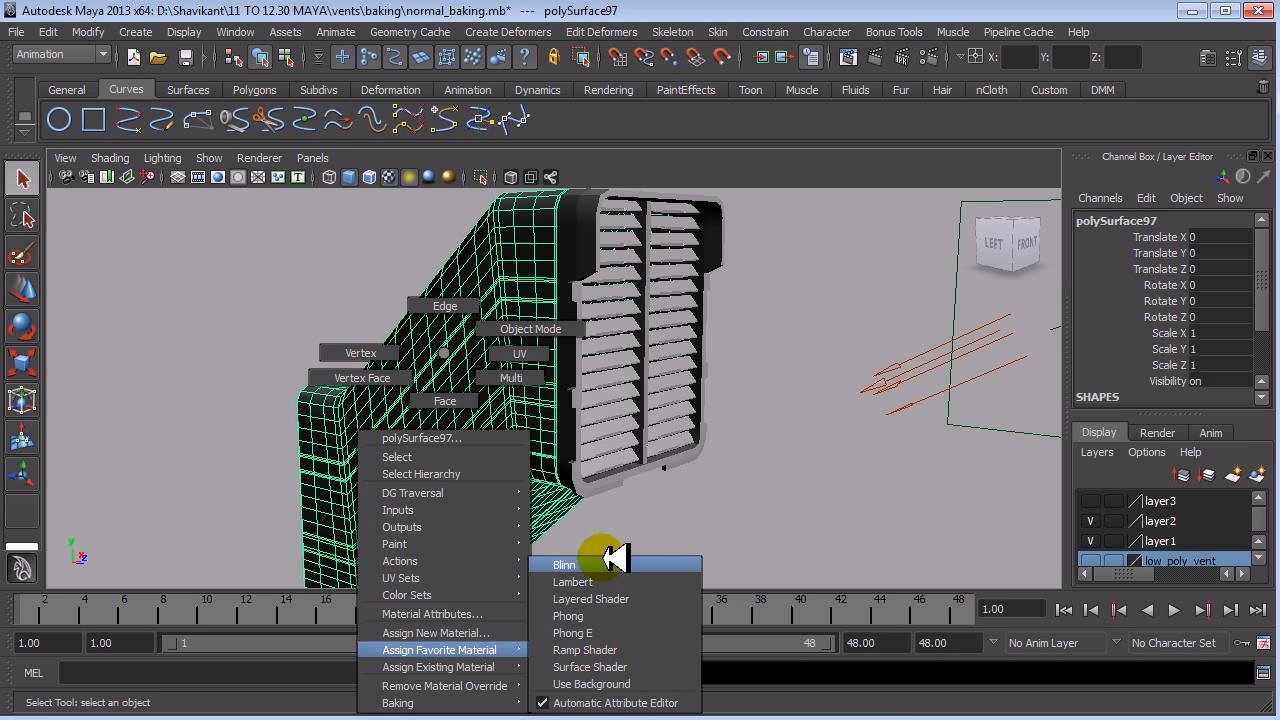 Autodesk Maya 2013 x64: D:\Shavikant\11 TO 12.30 MAYA\vents\baking\normal_baking.mb* --- polySurface97
File Edit Modify Create Display Window Assets Animate Geometry Cache Create Deformers Edit Deformers Skeleton Skin Constrain Character Bonus Tools Muscle Pipeline Cache Help
Animation X: Y: Z:
General Curves Surfaces Polygons Subdivs Deformation Animation Dynamics Rendering PaintEffects Toon Muscle Fluids Fur Hair nCloth Custom DMM
View Shading Lighting Show Renderer Panels
Channel Box / Layer Editor
Channels Edit Object Show
polySurface97
Translate X 0
Translate Y 0
Translate Z 0
Rotate X 0
Rotate Y 0
Rotate Z 0
Scale X 1
Scale Y 1
Scale Z 1
Visibility on
SHAPES
LEFT FRONT
Edge
Object Mode
Vertex UV
Vertex Face Multi
Face
polySurface97...
Select
Select Hierarchy
DG Traversal
Inputs
Outputs
Paint
Actions
UV Sets
Color Sets
Material Attributes...
Assign New Material...
Assign Favorite Material
Assign Existing Material
Remove Material Override
Baking
Blinn
Lambert
Layered Shader
Phong
Phong E
Ramp Shader
Surface Shader
Use Background
Automatic Attribute Editor
Display Render Anim
Layers Options Help
layer3
V layer2
V layer1
low_poly_vent
y
z
2 4 6 8 10 12 14 16 18 36 38 40 42 44 46 48 1.00
1.00 1.00 1 48 48.00 48.00 No Anim Layer No Character Set
MEL
Select Tool: select an object